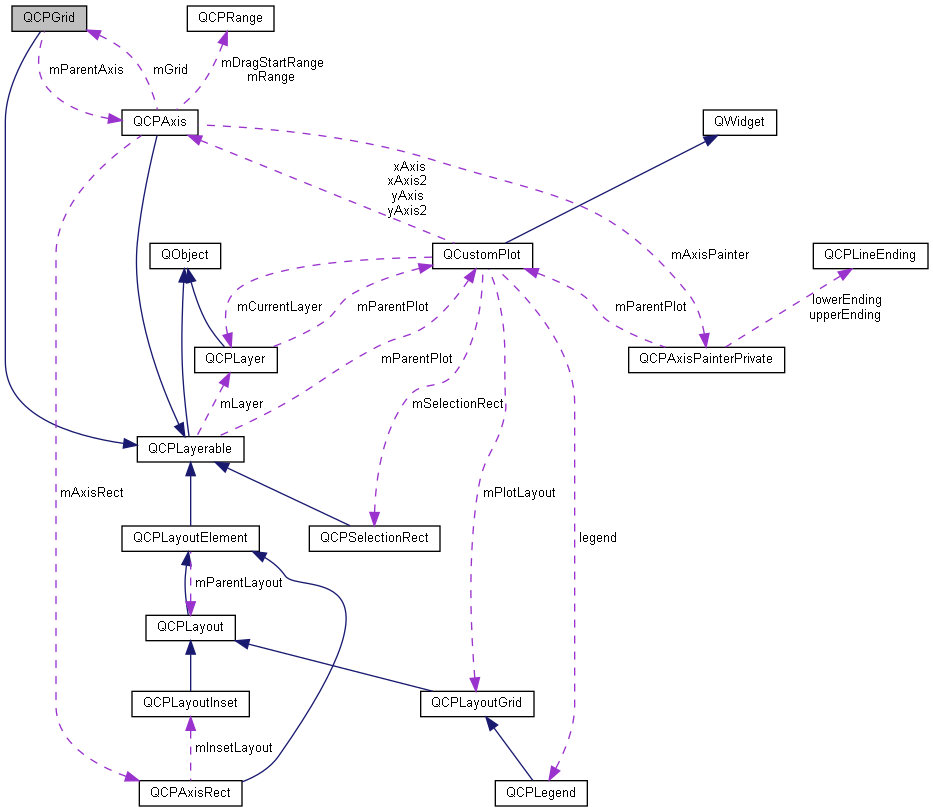 QCPGrid
QCPRange
mParentAxis
mGrid
mDragStartRange
mRange
QCPAxis
QWidget
xAxis
xAxis2
yAxis
yAxis2
QObject
QCustomPlot
mAxisPainter
QCPLineEnding
mCurrentLayer
mParentPlot
mParentPlot
lowerEnding
upperEnding
QCPLayer
mParentPlot
QCPAxisPainterPrivate
mLayer
mSelectionRect
QCPLayerable
mAxisRect
mPlotLayout
QCPLayoutElement
QCPSelectionRect
legend
mParentLayout
QCPLayout
QCPLayoutInset
QCPLayoutGrid
mInsetLayout
QCPAxisRect
QCPLegend